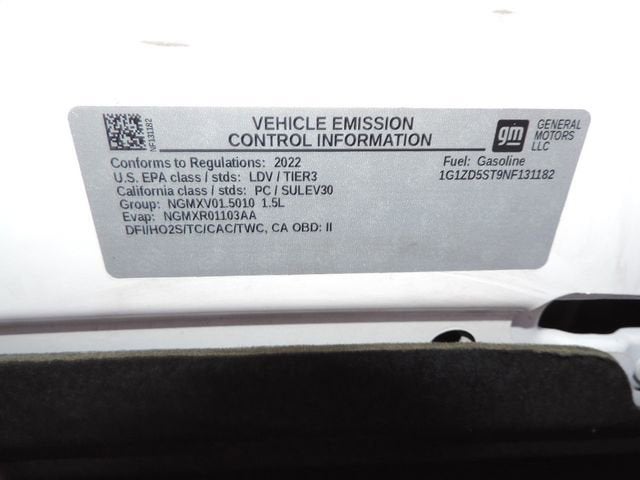 NF131182
VEHICLE EMISSION
CONTROL INFORMATION
gm
GENERAL
MOTORS
LLC
Conforms to Regulations: 2022
U.S. EPA class / stds: LDV / TIER3
California class / stds: PC / SULEV30
Group: NGMXV01.5010 1.5L
Evap: NGMXR01103AA
DFI/HO2S/TC/CAC/TWC, CA OBD: II
Fuel: Gasoline
1G1ZD5ST9NF131182